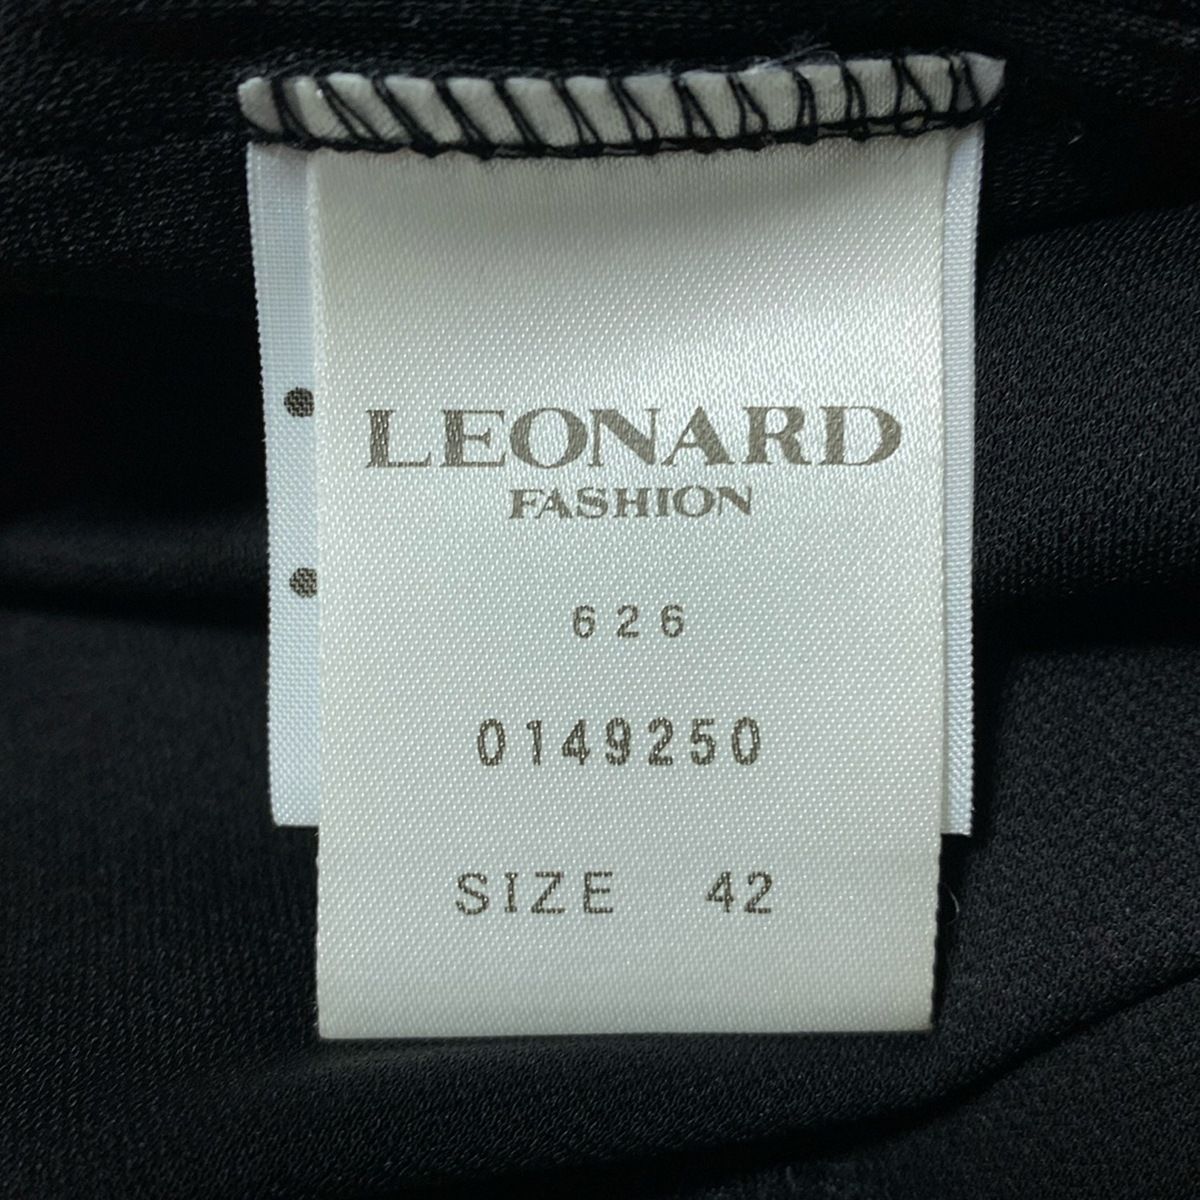 LEONARD
FASHION
626
0149250
SIZE 42